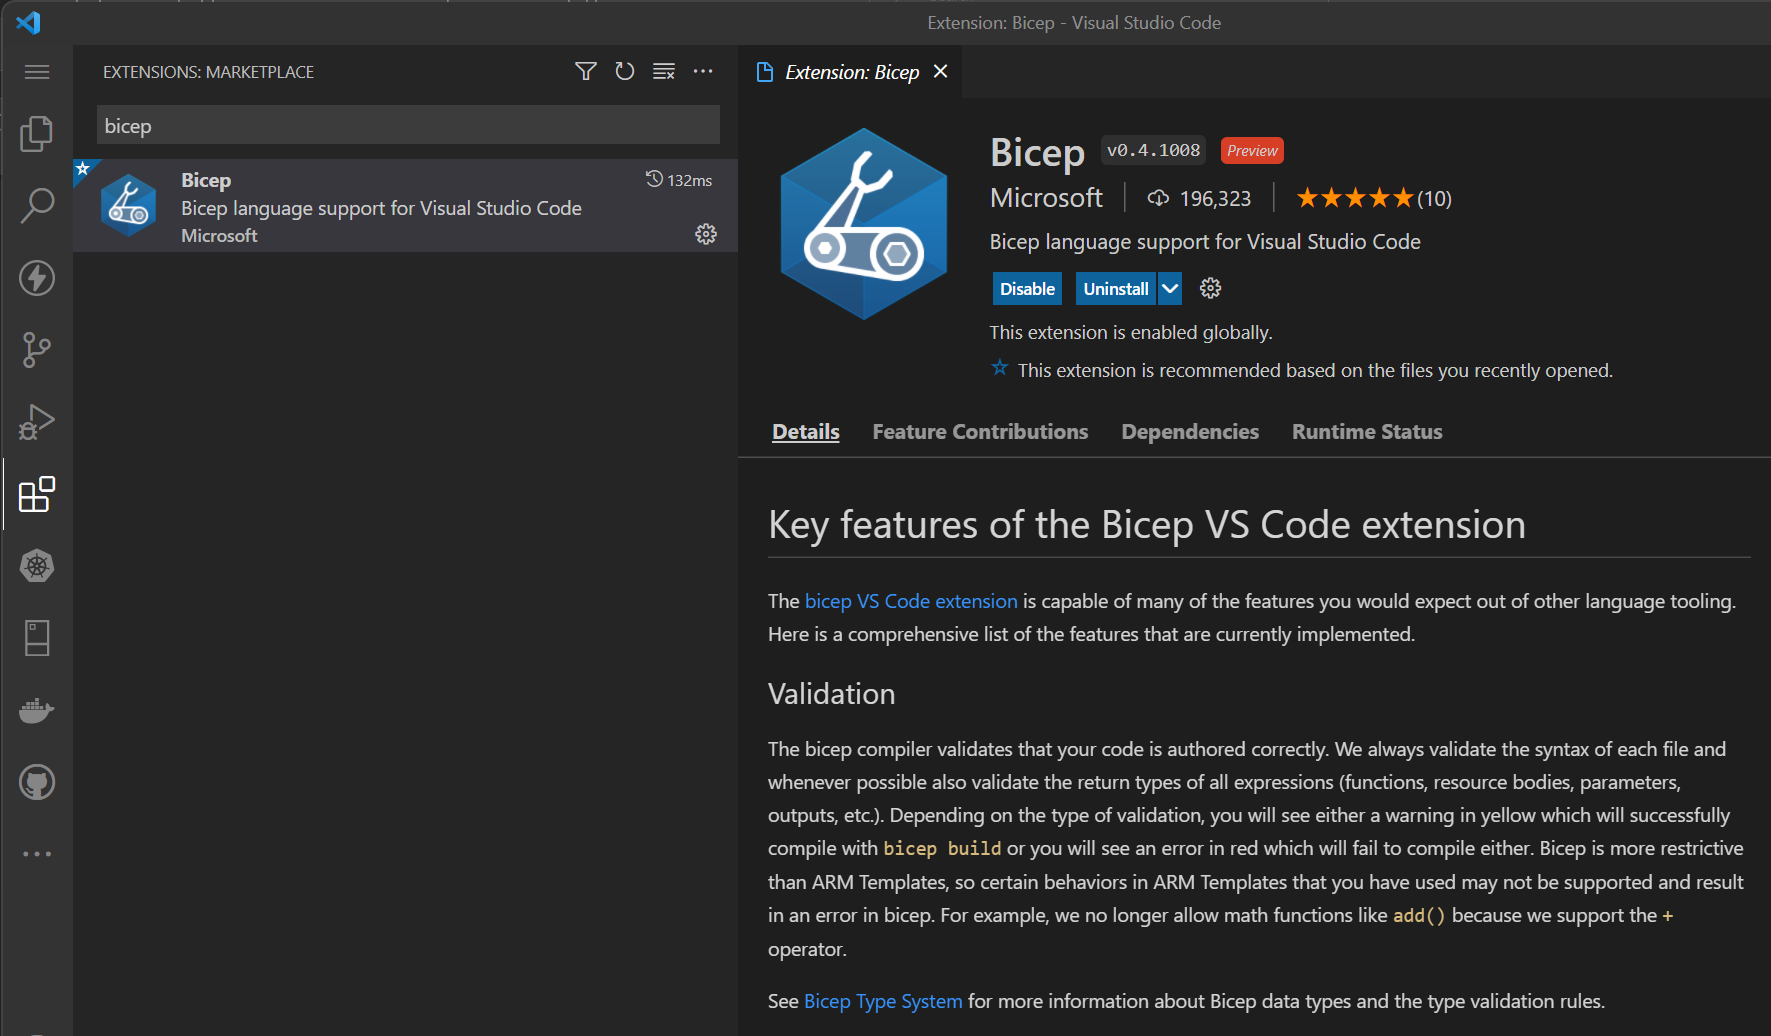 Extension: Bicep - Visual Studio Code
EXTENSIONS: MARKETPLACE
bicep
Bicep
132ms
Bicep language support for Visual Studio Code
Microsoft
Extension: Bicep
Bicep v0.4.1008 Preview
Microsoft 196,323 (10)
Bicep language support for Visual Studio Code
Disable Uninstall
This extension is enabled globally.
This extension is recommended based on the files you recently opened.
Details Feature Contributions Dependencies Runtime Status
Key features of the Bicep VS Code extension
The bicep VS Code extension is capable of many of the features you would expect out of other language tooling.
Here is a comprehensive list of the features that are currently implemented.
Validation
The bicep compiler validates that your code is authored correctly. We always validate the syntax of each file and
whenever possible also validate the return types of all expressions (functions, resource bodies, parameters,
outputs, etc.). Depending on the type of validation, you will see either a warning in yellow which will successfully
compile with bicep build or you will see an error in red which will fail to compile either. Bicep is more restrictive
than ARM Templates, so certain behaviors in ARM Templates that you have used may not be supported and result
in an error in bicep. For example, we no longer allow math functions like add() because we support the +
operator.
See Bicep Type System for more information about Bicep data types and the type validation rules.